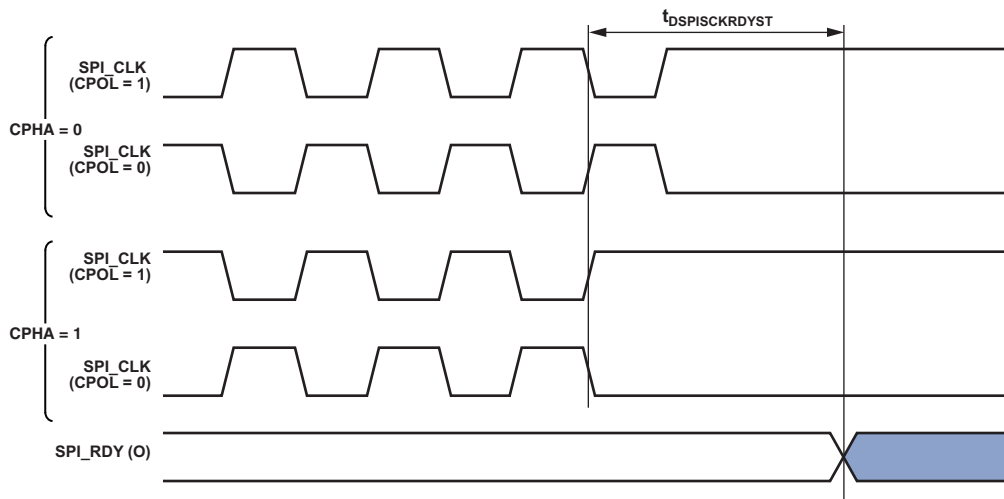 tDSPISCKRDYST
SPI_CLK
(CPOL = 1)
CPHA = 0
SPI_CLK
(CPOL = 0)
SPI_CLK
(CPOL = 1)
CPHA = 1
SPI_CLK
(CPOL = 0)
SPI_RDY (O)